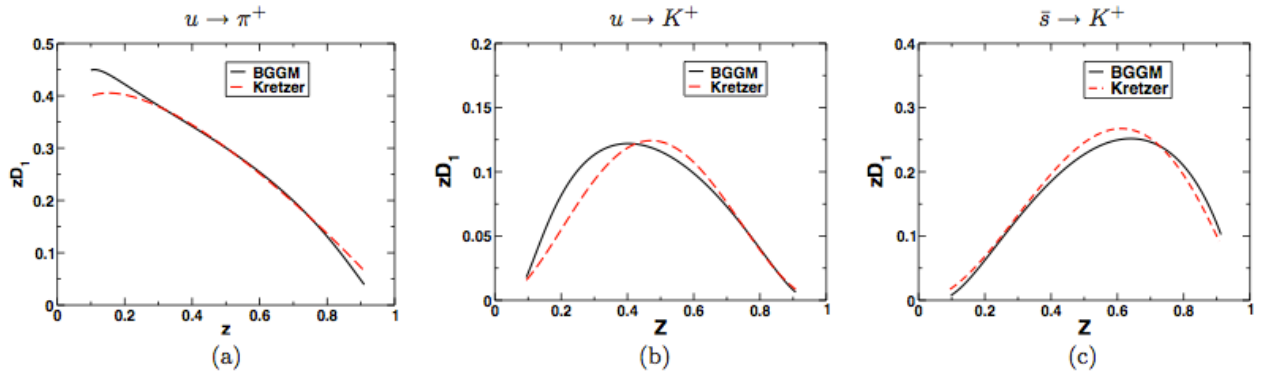 u → π⁺
0.5
0.4
0.3
0.2
0.1
0
zD₁
BGGM
Kretzer
0 0.2 0.4 0.6 0.8 1
z
(a)
u → K⁺
0.2
0.15
0.1
0.05
0
zD₁
BGGM
Kretzer
0 0.2 0.4 0.6 0.8 1
Z
(b)
s̄ → K⁺
0.4
0.3
0.2
0.1
0
zD₁
BGGM
Kretzer
0 0.2 0.4 0.6 0.8 1
Z
(c)